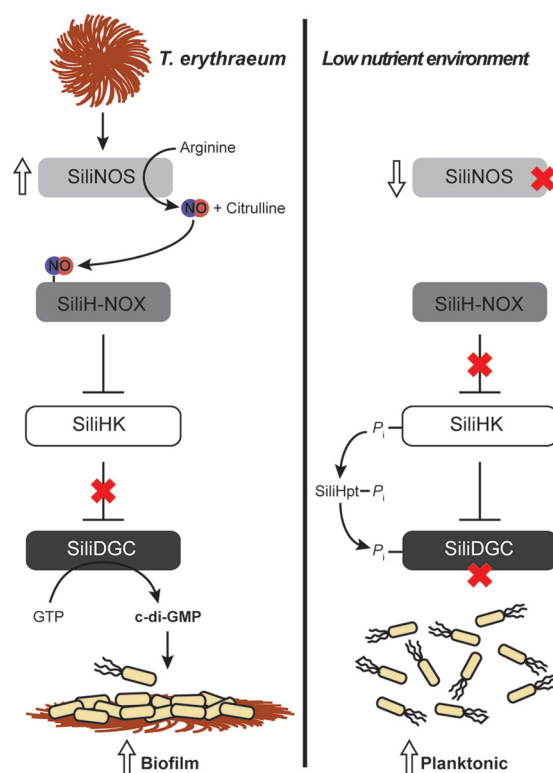 T. erythraeum
Arginine
SiliNOS
NO + Citrulline
NO
SiliH-NOX
SiliHK
SiliDGC
GTP
c-di-GMP
Biofilm
Low nutrient environment
SiliNOS
SiliH-NOX
SiliHK
Pi
SiliHpt–Pi
Pi
SiliDGC
Planktonic